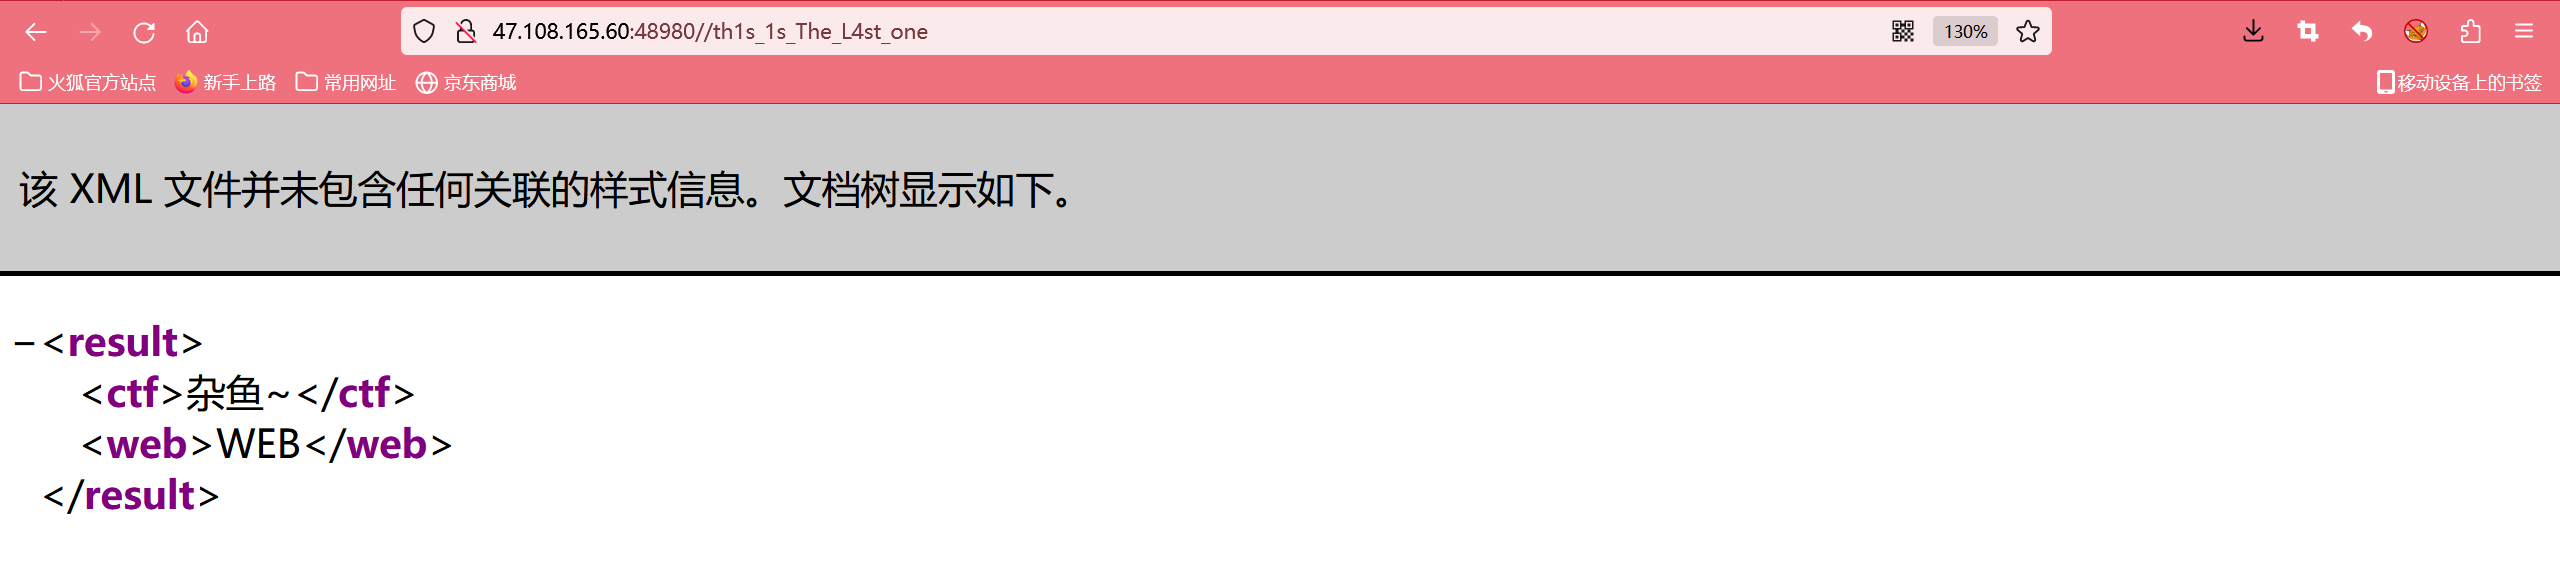 47.108.165.60:48980//th1s_1s_The_L4st_one
130%
火狐官方站点 新手上路 常用网址 京东商城 移动设备上的书签
该 XML 文件并未包含任何关联的样式信息。文档树显示如下。
–<result>
<ctf>杂鱼~</ctf>
<web>WEB</web>
</result>